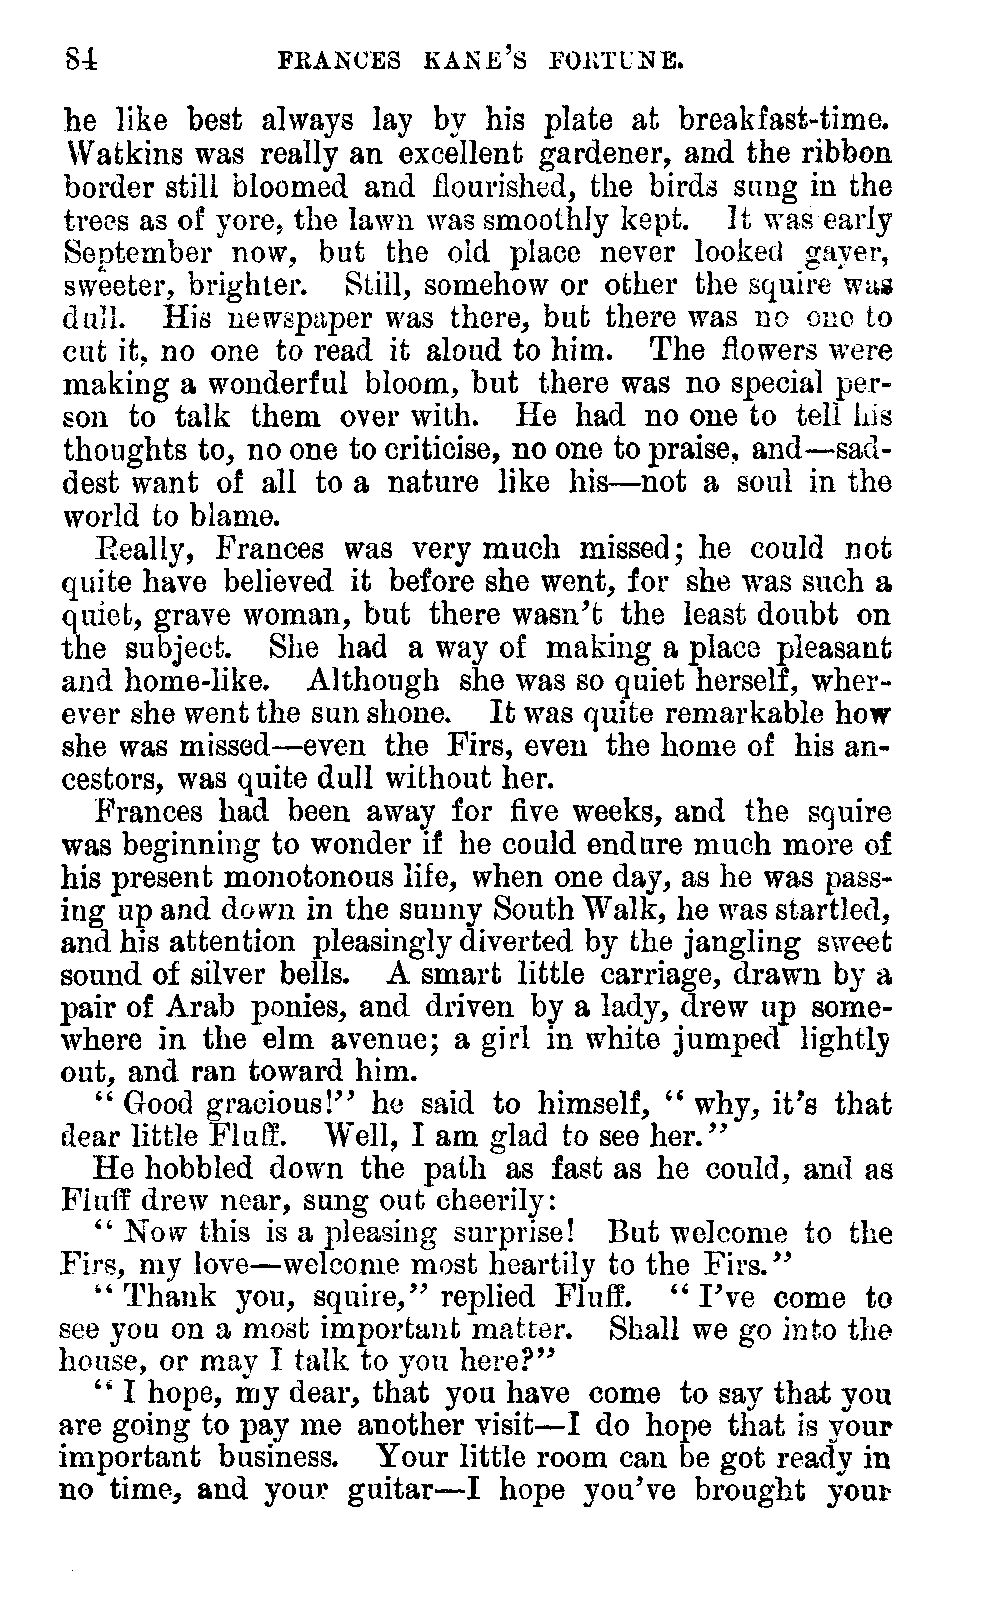 84 FRANCES KANE'S FORTUNE.
he like best always lay by his plate at breakfast-time.
Watkins was really an excellent gardener, and the ribbon
border still bloomed and flourished, the birds sung in the
trees as of yore, the lawn was smoothly kept. It was early
September now, but the old place never looked gayer,
sweeter, brighter. Still, somehow or other the squire was
dull. His newspaper was there, but there was no one to
cut it, no one to read it aloud to him. The flowers were
making a wonderful bloom, but there was no special per-
son to talk them over with. He had no one to tell his
thoughts to, no one to criticise, no one to praise, and—sad-
dest want of all to a nature like his—not a soul in the
world to blame.
Really, Frances was very much missed; he could not
quite have believed it before she went, for she was such a
quiet, grave woman, but there wasn't the least doubt on
the subject. She had a way of making a place pleasant
and home-like. Although she was so quiet herself, wher-
ever she went the sun shone. It was quite remarkable how
she was missed—even the Firs, even the home of his an-
cestors, was quite dull without her.
Frances had been away for five weeks, and the squire
was beginning to wonder if he could endure much more of
his present monotonous life, when one day, as he was pass-
ing up and down in the sunny South Walk, he was startled,
and his attention pleasingly diverted by the jangling sweet
sound of silver bells. A smart little carriage, drawn by a
pair of Arab ponies, and driven by a lady, drew up some-
where in the elm avenue; a girl in white jumped lightly
out, and ran toward him.
"Good gracious!" he said to himself, "why, it's that
dear little Fluff. Well, I am glad to see her."
He hobbled down the path as fast as he could, and as
Fluff drew near, sung out cheerily:
"Now this is a pleasing surprise! But welcome to the
Firs, my love—welcome most heartily to the Firs."
"Thank you, squire," replied Fluff. "I've come to
see you on a most important matter. Shall we go into the
house, or may I talk to you here?"
"I hope, my dear, that you have come to say that you
are going to pay me another visit—I do hope that is your
important business. Your little room can be got ready in
no time, and your guitar—I hope you've brought your